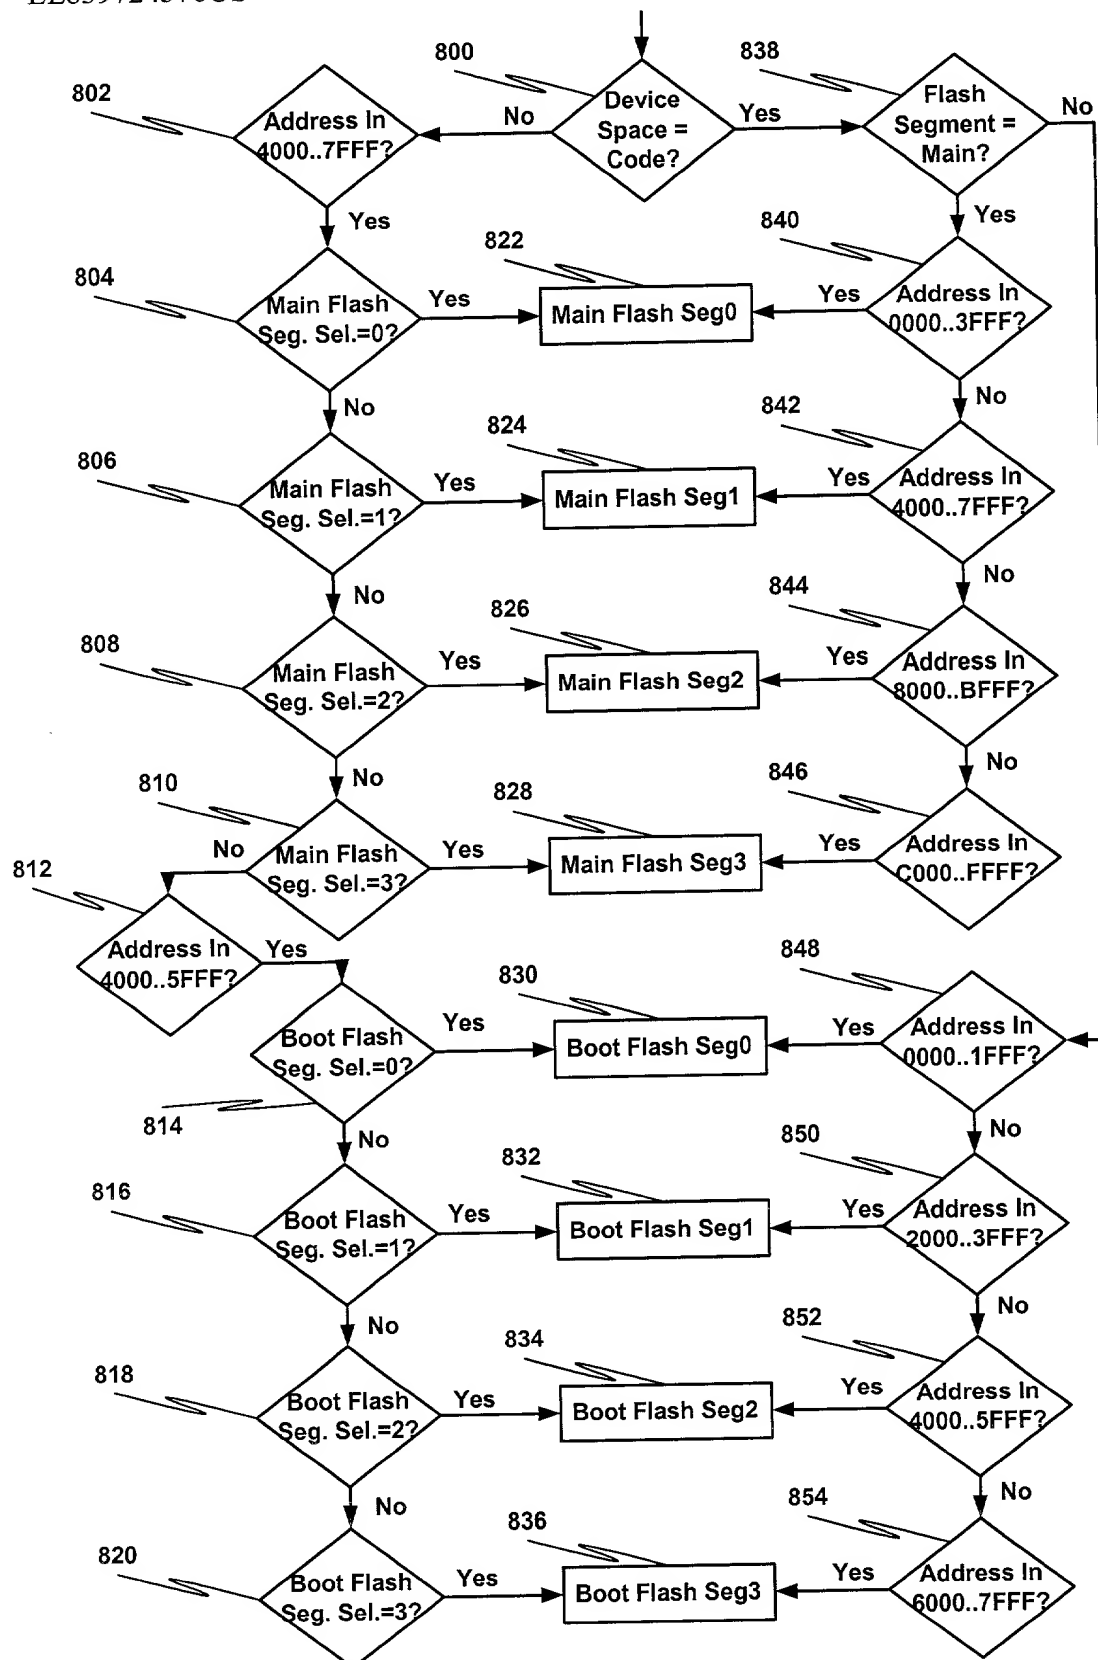 800
838
802
Device
Space =
Code?
Flash
Segment =
Main?
No
Yes
No
Address In
4000..7FFF?
Yes
Yes
822
840
804
Main Flash
Seg. Sel.=0?
Yes
Main Flash Seg0
Yes
Address In
0000..3FFF?
No
No
824
842
806
Main Flash
Seg. Sel.=1?
Yes
Main Flash Seg1
Yes
Address In
4000..7FFF?
No
No
826
844
808
Main Flash
Seg. Sel.=2?
Yes
Main Flash Seg2
Yes
Address In
8000..BFFF?
No
No
810
828
846
No
Main Flash
Seg. Sel.=3?
Yes
Main Flash Seg3
Yes
Address In
C000..FFFF?
812
Address In
4000..5FFF?
Yes
830
848
Boot Flash
Seg. Sel.=0?
Yes
Boot Flash Seg0
Yes
Address In
0000..1FFF?
814
No
No
832
850
816
Boot Flash
Seg. Sel.=1?
Yes
Boot Flash Seg1
Yes
Address In
2000..3FFF?
No
No
834
852
818
Boot Flash
Seg. Sel.=2?
Yes
Boot Flash Seg2
Yes
Address In
4000..5FFF?
No
No
836
854
820
Boot Flash
Seg. Sel.=3?
Yes
Boot Flash Seg3
Yes
Address In
6000..7FFF?